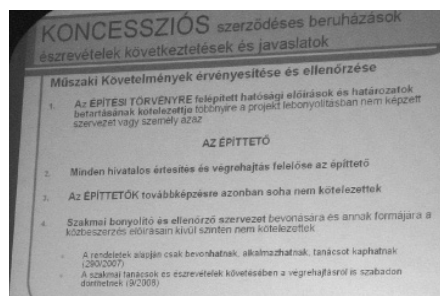 KONCESSZIÓS szerződéses beruházások
észrevételek következtetések és javaslatok
Műszaki Követelmények érvényesítése és ellenőrzése
1. Az ÉPÍTÉSI TÖRVÉNYRE felépített hatósági előírások és határozatok
betartásának kötelezettje többnyire a projekt lebonyolításban nem képzett
szervezet vagy személy azaz
AZ ÉPÍTTETŐ
2. Minden hivatalos értesítés és végrehajtás felelőse az építtető
3. Az ÉPÍTTETŐK továbbképzésre azonban soha nem kötelezettek
4. Szakmai bonyolító és ellenőrző szervezet bevonására és annak formájára a
közbeszerzés előírásain kívül szintén nem kötelezettek
A rendeletek alapján csak bevonhatnak, alkalmazhatnak, tanácsot kaphatnak
(290/2007)
A szakmai tanácsok és észrevételek követésében a végrehajtásról is szabadon
dönthetnek (9/2008)